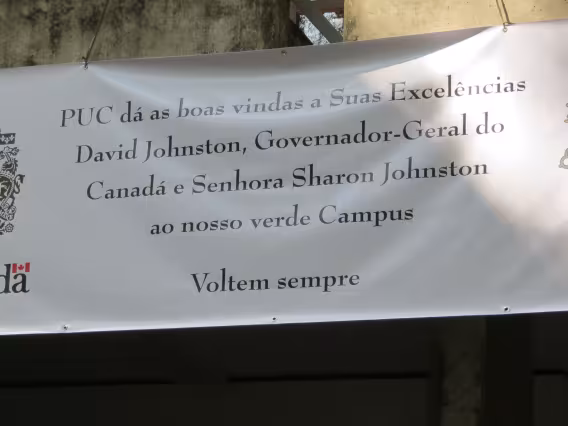 PUC dá as boas vindas a Suas Excelências
David Johnston, Governador-Geral do
Canadá e Senhora Sharon Johnston
ao nosso verde Campus
Voltem sempre